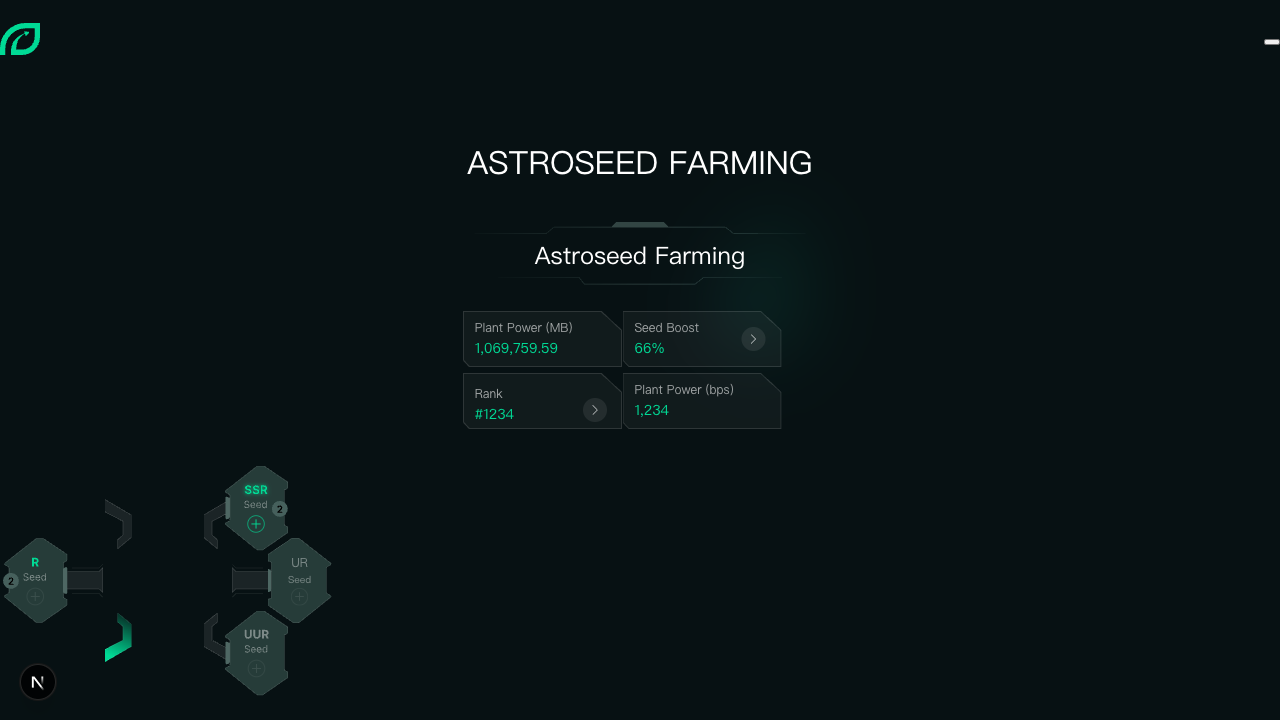 ASTROSEED FARMING
Astroseed Farming
Plant Power (MB)
1,069,759.59
Seed Boost
66%
Rank
#1234
Plant Power (bps)
1,234
SSR
Seed
2
R
Seed
2
UR
Seed
UUR
Seed
N